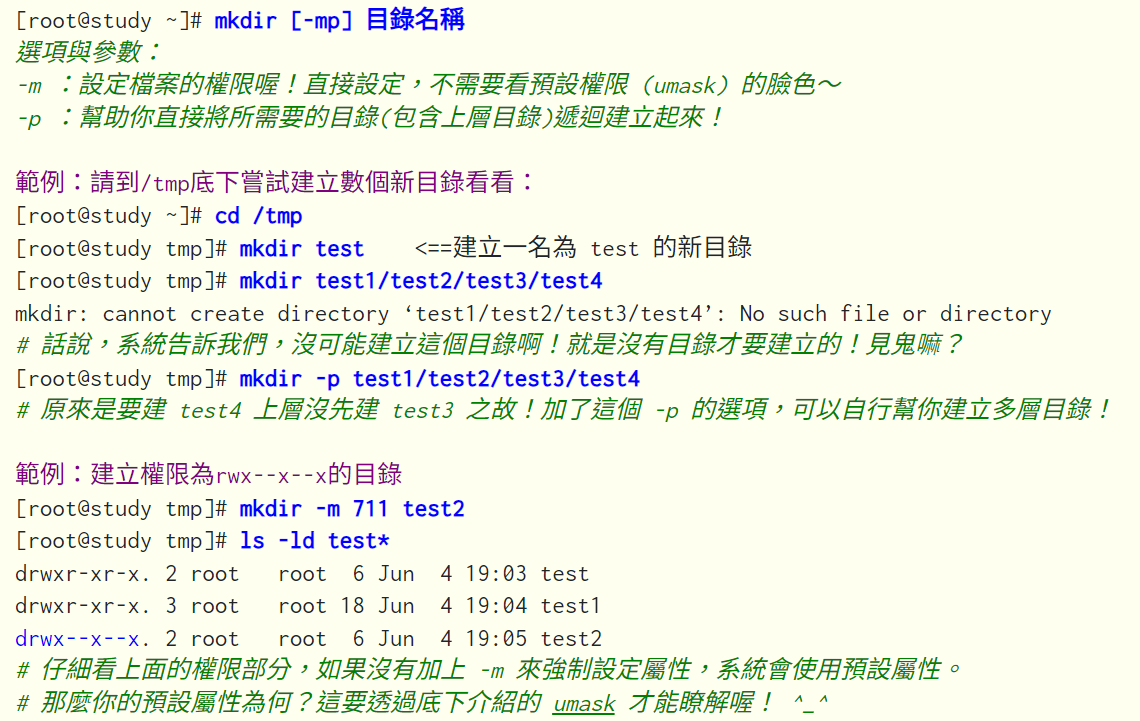 [root@study ~]# mkdir [-mp] 目錄名稱
選項與參數：
-m ：設定檔案的權限喔！直接設定，不需要看預設權限 (umask) 的臉色～
-p ：幫助你直接將所需要的目錄(包含上層目錄)遞迴建立起來！
範例：請到/tmp底下嘗試建立數個新目錄看看：
[root@study ~]# cd /tmp
[root@study tmp]# mkdir test    <==建立一名為 test 的新目錄
[root@study tmp]# mkdir test1/test2/test3/test4
mkdir: cannot create directory ‘test1/test2/test3/test4’: No such file or directory
# 話說，系統告訴我們，沒可能建立這個目錄啊！就是沒有目錄才要建立的！見鬼嘛？
[root@study tmp]# mkdir -p test1/test2/test3/test4
# 原來是要建 test4 上層沒先建 test3 之故！加了這個 -p 的選項，可以自行幫你建立多層目錄！
範例：建立權限為rwx--x--x的目錄
[root@study tmp]# mkdir -m 711 test2
[root@study tmp]# ls -ld test*
drwxr-xr-x. 2 root   root  6 Jun  4 19:03 test
drwxr-xr-x. 3 root   root 18 Jun  4 19:04 test1
drwx--x--x. 2 root   root  6 Jun  4 19:05 test2
# 仔細看上面的權限部分，如果沒有加上 -m 來強制設定屬性，系統會使用預設屬性。
# 那麼你的預設屬性為何？這要透過底下介紹的 umask 才能瞭解喔！ ^_^